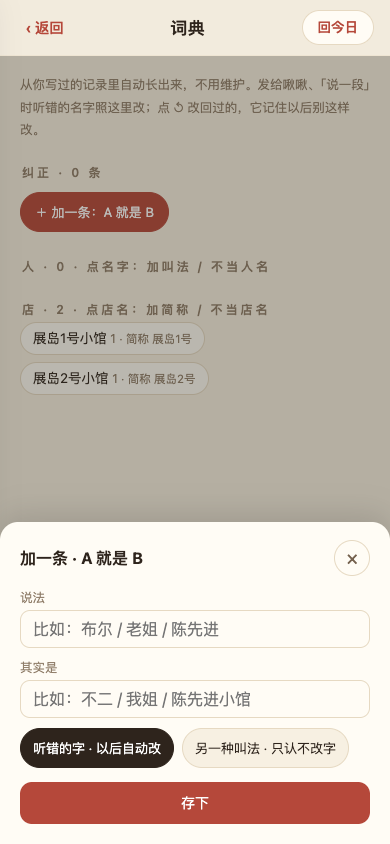 ‹ 返回
词典
回今日
从你写过的记录里自动长出来，不用维护。发给啾啾、「说一段」
时听错的名字照这里改；点 ↺ 改回过的，它记住以后别这样
改。
纠正 · 0 条
＋ 加一条：A 就是 B
人 · 0 · 点名字：加叫法 / 不当人名
店 · 2 · 点店名：加简称 / 不当店名
展岛1号小馆 1 · 简称 展岛1号
展岛2号小馆 1 · 简称 展岛2号
加一条 · A 就是 B
×
说法
比如：布尔 / 老姐 / 陈先进
其实是
比如：不二 / 我姐 / 陈先进小馆
听错的字 · 以后自动改
另一种叫法 · 只认不改字
存下